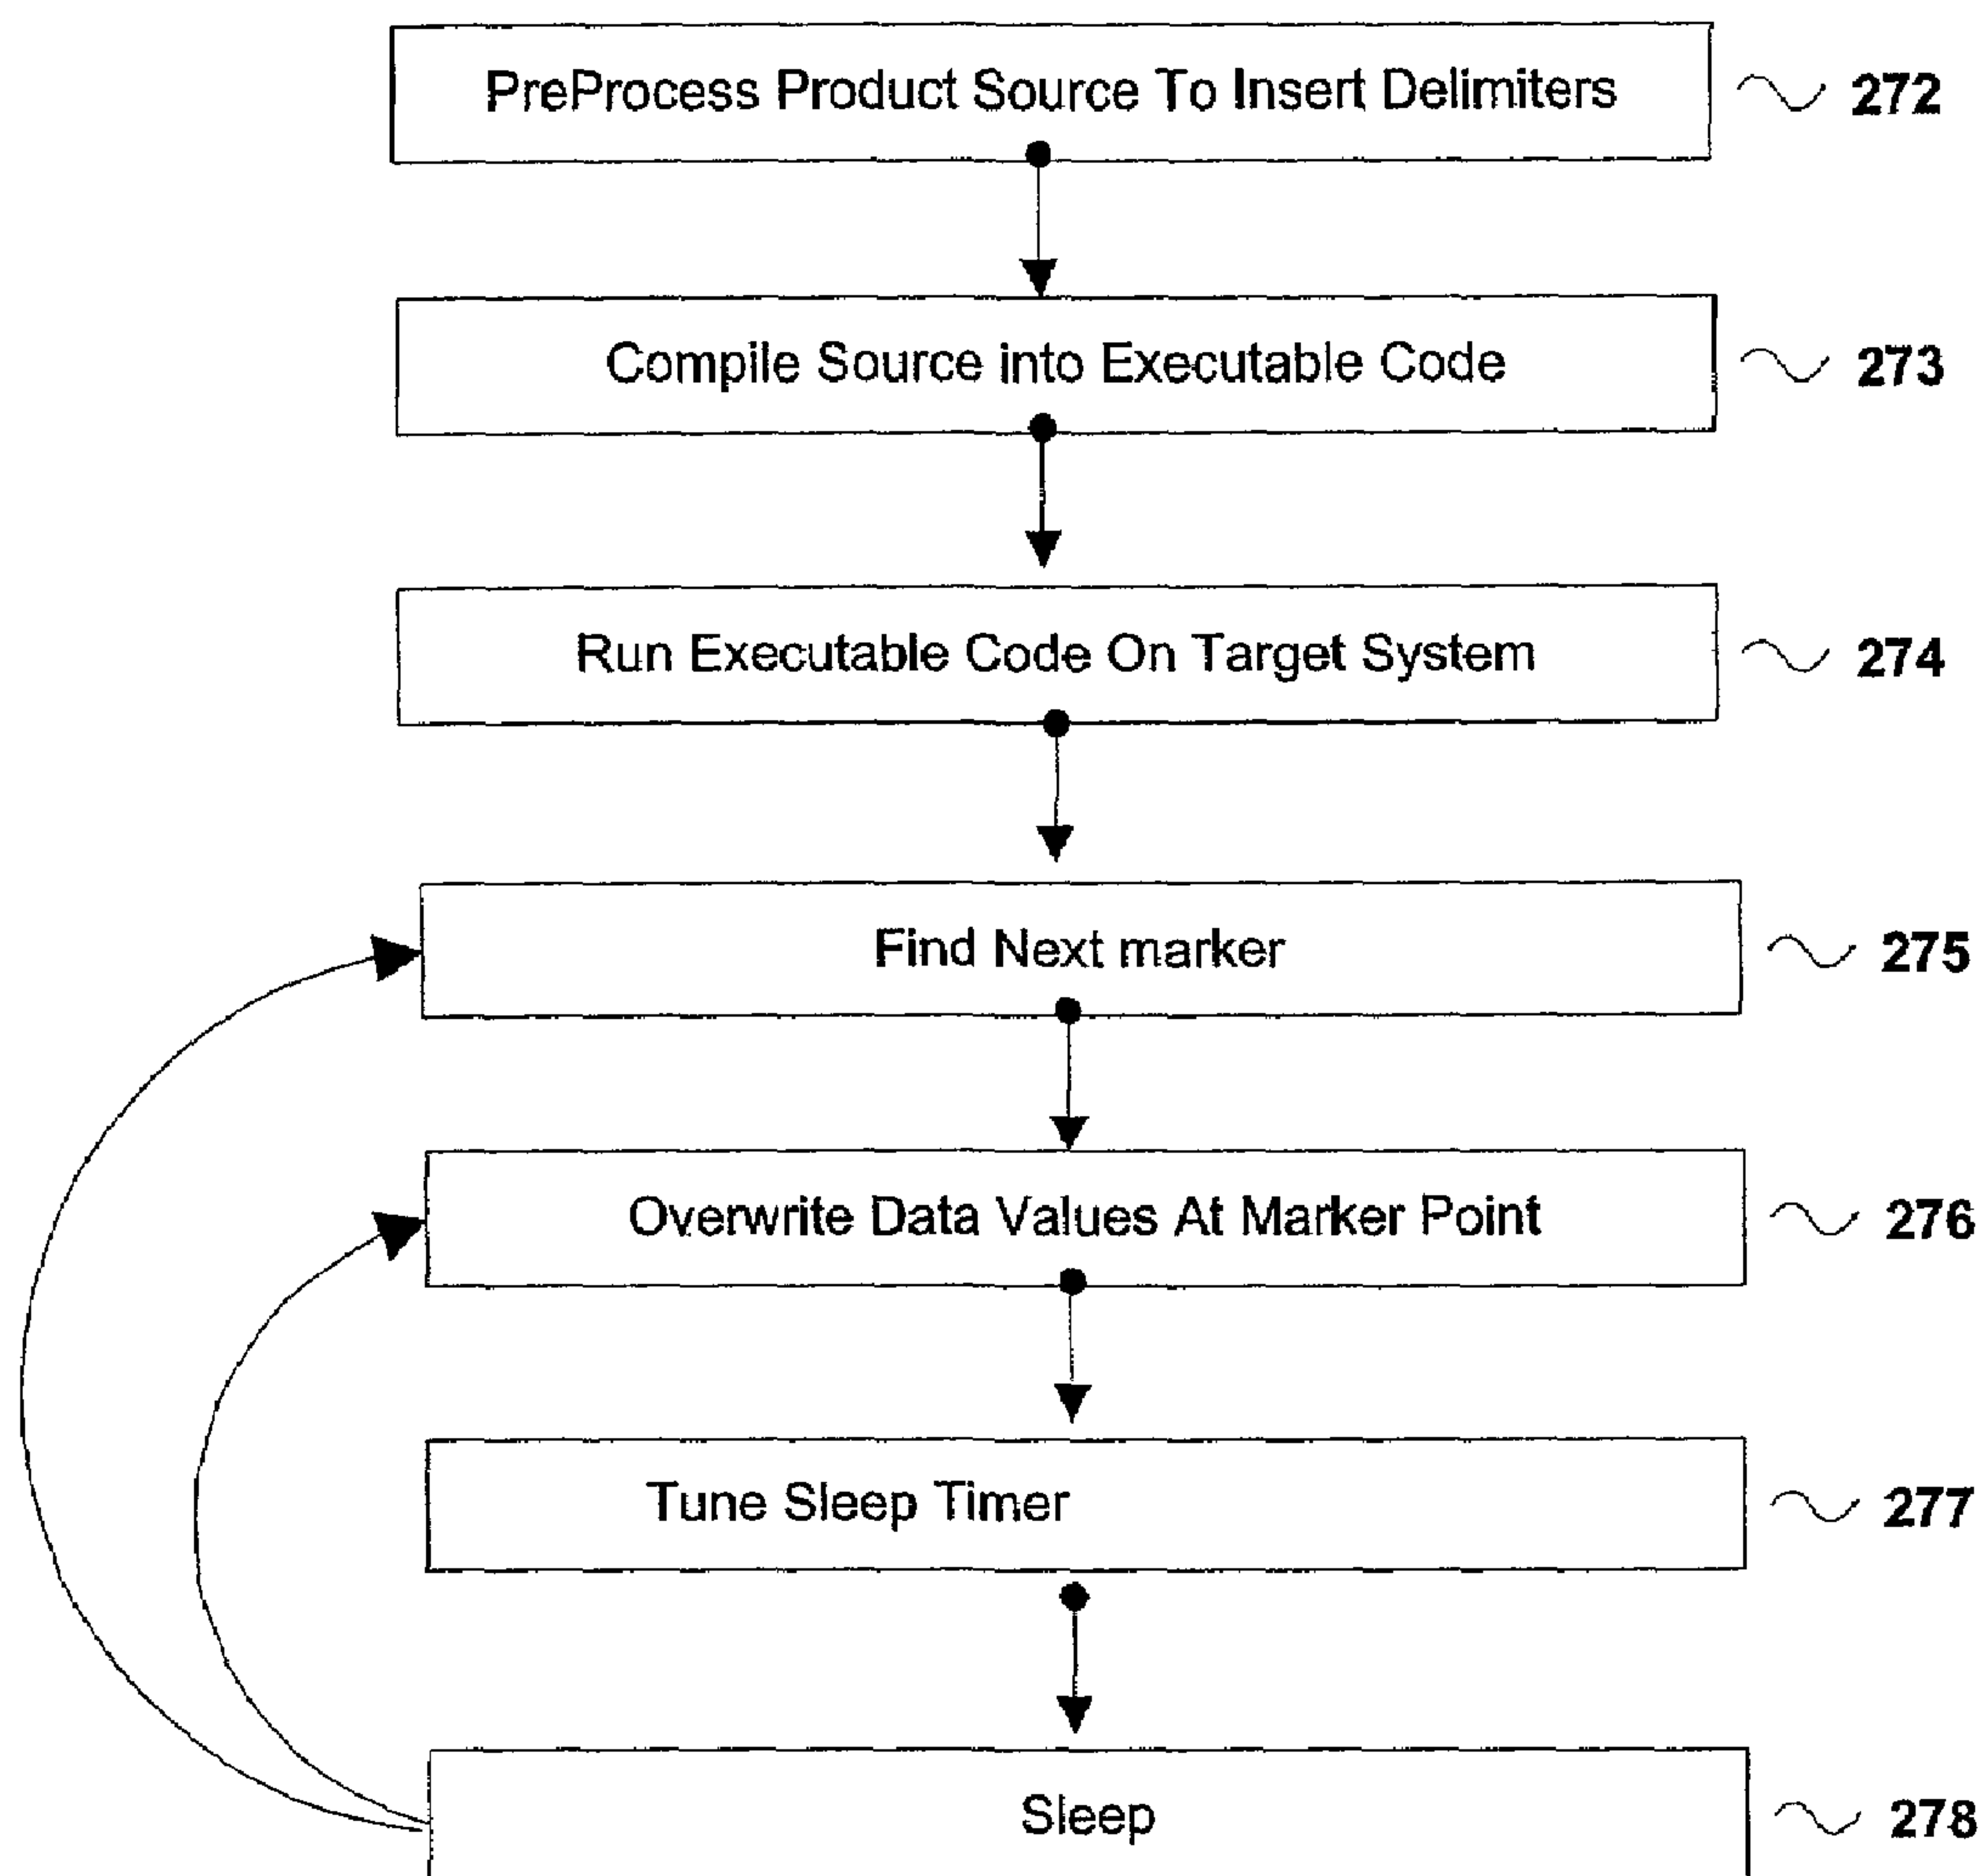 PreProcess Product Source To Insert Delimiters 272
Compile Source into Executable Code 273
Run Executable Code On Target System 274
Find Next marker 275
Overwrite Data Values At Marker Point 276
Tune Sleep Timer 277
Sleep 278